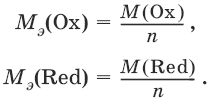 Mэ(Ox) = M(Ox)/n,
Mэ(Red) = M(Red)/n.